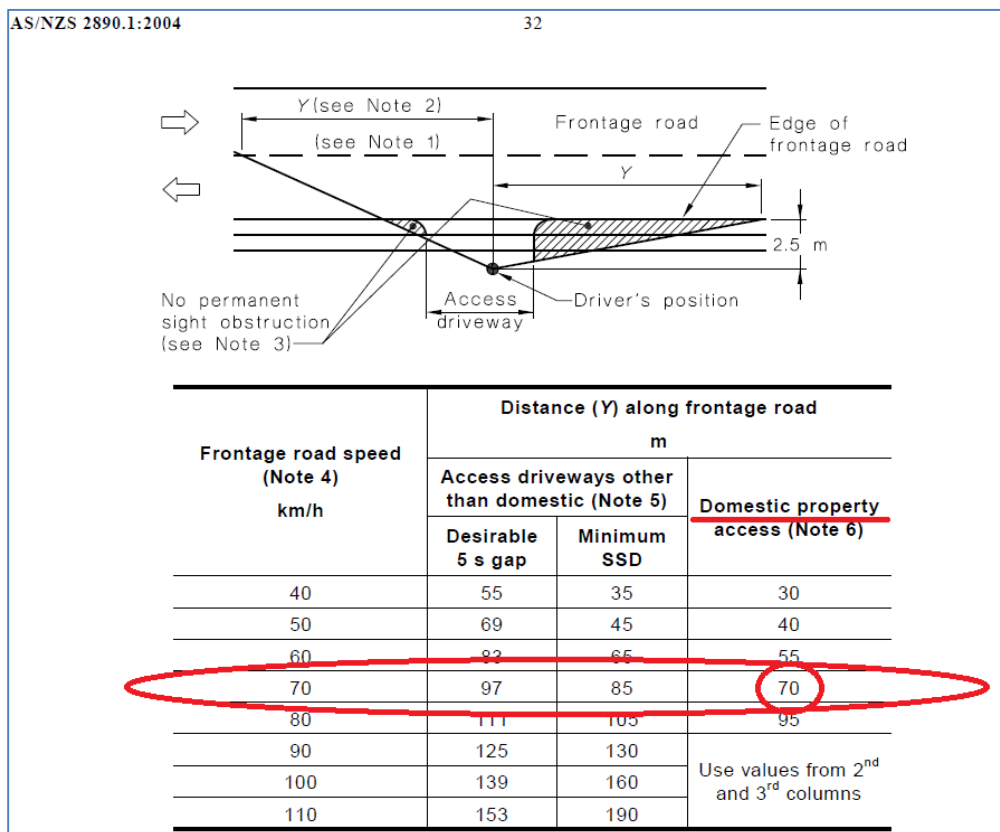 AS/NZS 2890.1:2004 32
Y (see Note 2)
(see Note 1)
Frontage road
Edge of
frontage road
Y
2.5 m
No permanent
sight obstruction
(see Note 3)
Access
driveway
Driver's position
Frontage road speed
(Note 4)
km/h
Distance (Y) along frontage road
m
Access driveways other
than domestic (Note 5)
Domestic property
access (Note 6)
Desirable
5 s gap
Minimum
SSD
40 55 35 30
50 69 45 40
60 83 65 55
70 97 85 70
80 111 105 95
90 125 130
100 139 160
110 153 190
Use values from 2nd
and 3rd columns